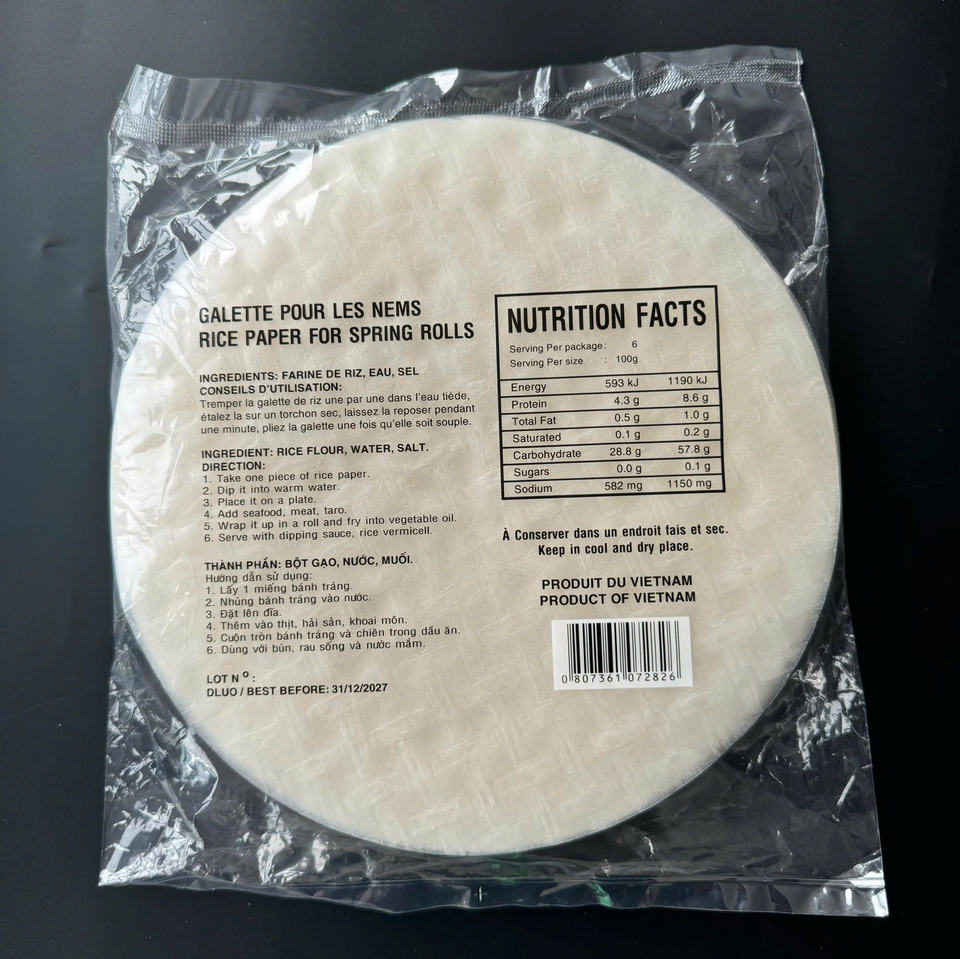 GALETTE POUR LES NEMS
RICE PAPER FOR SPRING ROLLS
INGREDIENTS: FARINE DE RIZ, EAU, SEL
CONSEILS D'UTILISATION:
Tremper la galette de riz une par une dans l'eau tiède,
étalez la sur un torchon sec, laissez la reposer pendant
une minute, pliez la galette une fois qu'elle soit souple.
INGREDIENT: RICE FLOUR, WATER, SALT.
DIRECTION:
1. Take one piece of rice paper.
2. Dip it into warm water.
3. Place it on a plate.
4. Add seafood, meat, taro.
5. Wrap it up in a roll and fry into vegetable oil.
6. Serve with dipping sauce, rice vermicell.
THÀNH PHẦN: BỘT GẠO, NƯỚC, MUỐI.
Hướng dẫn sử dụng:
1. Lấy 1 miếng bánh tráng.
2. Nhúng bánh tráng vào nước.
3. Đặt lên đĩa.
4. Thêm vào thịt, hải sản, khoai môn.
5. Cuộn tròn bánh tráng và chiên trong dầu ăn.
6. Dùng với bún, rau sống và nước mắm.
LOT Nº :
DLUO / BEST BEFORE: 31/12/2027
NUTRITION FACTS
Serving Per package: 6
Serving Per size : 100g
Energy 593 kJ 1190 kJ
Protein 4.3 g 8.6 g
Total Fat 0.5 g 1.0 g
Saturated 0.1 g 0.2 g
Carbohydrate 28.8 g 57.8 g
Sugars 0.0 g 0.1 g
Sodium 582 mg 1150 mg
À Conserver dans un endroit fais et sec.
Keep in cool and dry place.
PRODUIT DU VIETNAM
PRODUCT OF VIETNAM
0 807361 072826